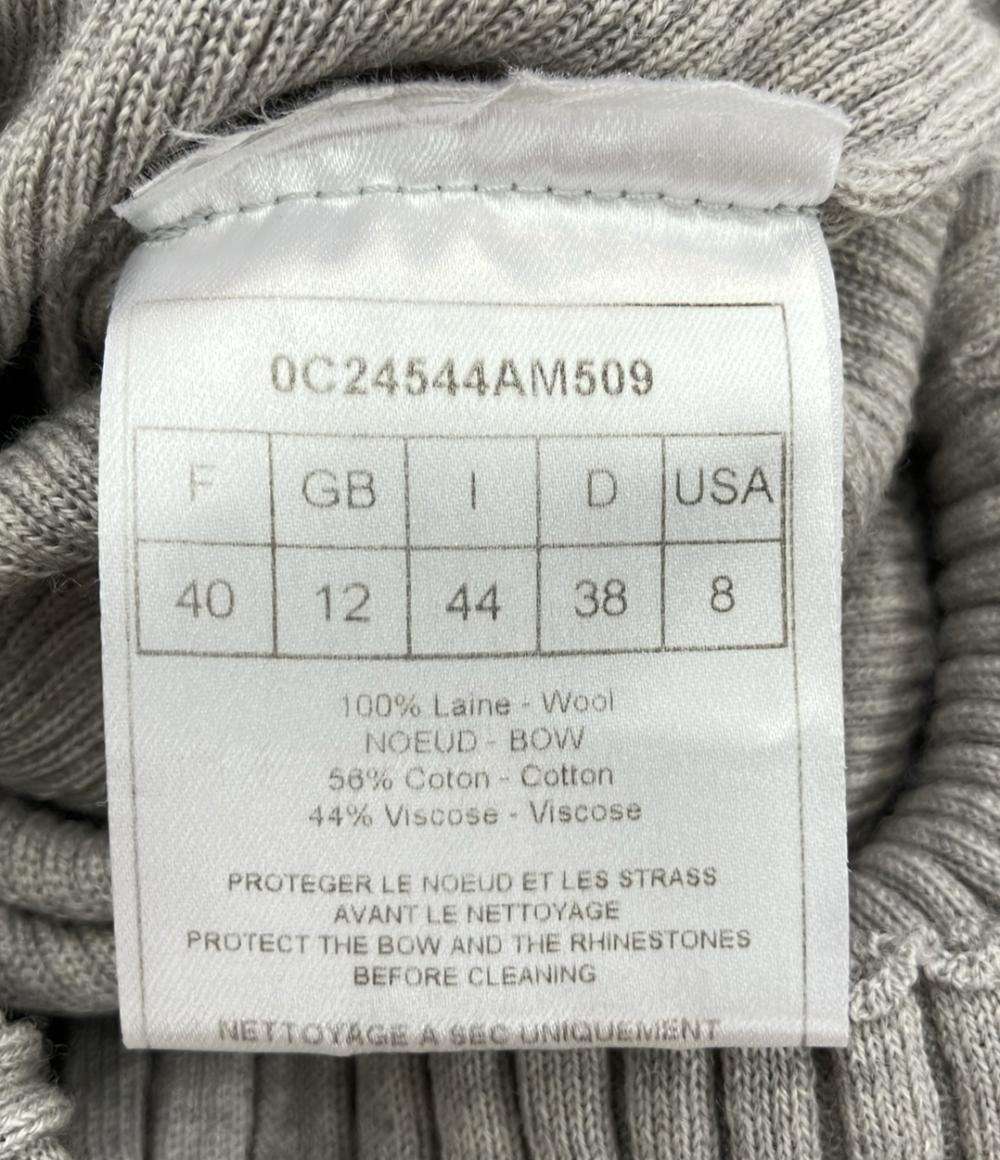 0C24544AM509
F GB I D USA
40 12 44 38 8
100% Laine - Wool
NOEUD - BOW
56% Coton - Cotton
44% Viscose - Viscose
PROTEGER LE NOEUD ET LES STRASS
AVANT LE NETTOYAGE
PROTECT THE BOW AND THE RHINESTONES
BEFORE CLEANING
NETTOYAGE A SEC UNIQUEMENT